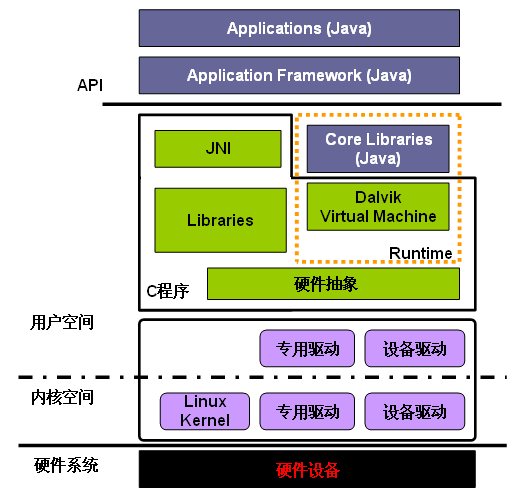 Applications (Java)
Application Framework (Java)
API
JNI
Core Libraries
(Java)
Libraries
Dalvik
Virtual Machine
Runtime
C程序
硬件抽象
用户空间
专用驱动
设备驱动
内核空间
Linux
Kernel
专用驱动
设备驱动
硬件系统
硬件设备